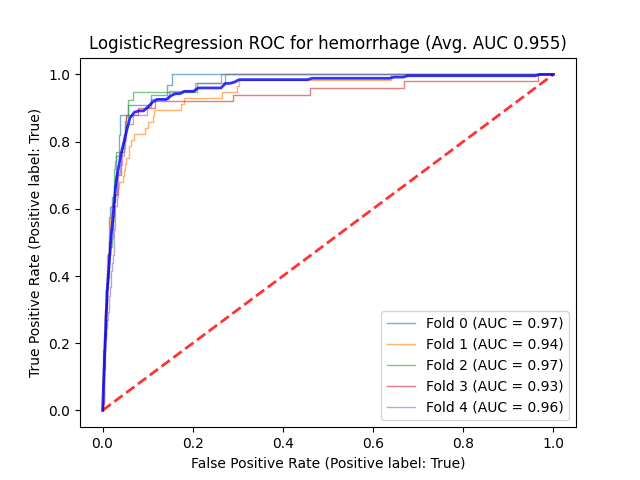 LogisticRegression ROC for hemorrhage (Avg. AUC 0.955)
True Positive Rate (Positive label: True)
1.0
0.8
0.6
0.4
0.2
0.0
Fold 0 (AUC = 0.97)
Fold 1 (AUC = 0.94)
Fold 2 (AUC = 0.97)
Fold 3 (AUC = 0.93)
Fold 4 (AUC = 0.96)
0.0 0.2 0.4 0.6 0.8 1.0
False Positive Rate (Positive label: True)